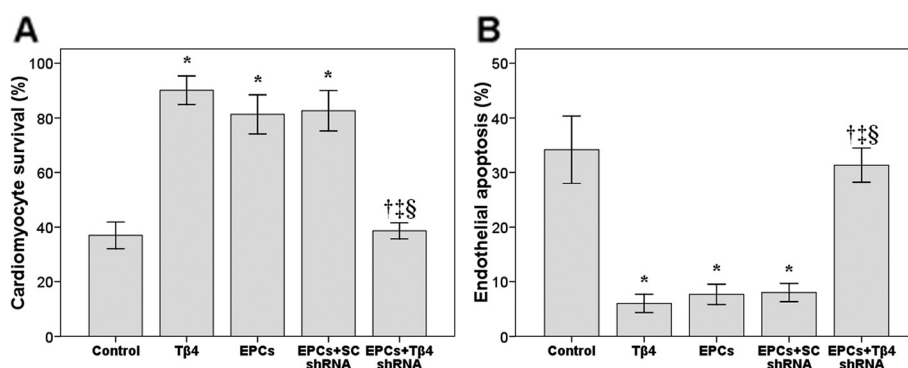 A
Cardiomyocyte survival (%)
100
80
60
40
20
0
*
*
*
†‡§
Control
Tβ4
EPCs
EPCs+SC
shRNA
EPCs+Tβ4
shRNA
B
Endothelial apoptosis (%)
50
40
30
20
10
0
*
*
*
†‡§
Control
Tβ4
EPCs
EPCs+SC
shRNA
EPCs+Tβ4
shRNA